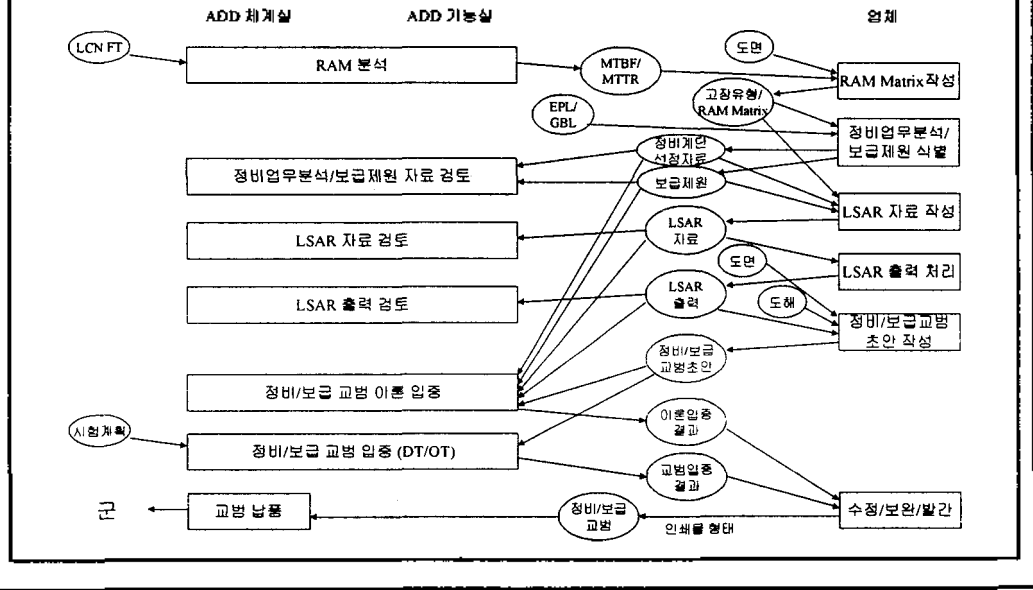 ADD 체계실 ADD 기능실 업체
LCN FT
RAM 분석
MTBF/
MTTR
도면
RAM Matrix작성
고장유형/
RAM Matrix
EPL/
GBL
정비업무분석/
보급제원 식별
정비계단
선정자료
정비업무분석/보급제원 자료 검토
보급제원
LSAR 자료 작성
LSAR
자료
LSAR 자료 검토
도면
LSAR 출력 처리
LSAR
출력
LSAR 출력 검토
도해
정비/보급교범
초안 작성
정비/보급
교범초안
정비/보급 교범 이론 입증
이론입증
결과
시험계획
정비/보급 교범 입증 (DT/OT)
교범입증
결과
군
교범 납품
정비/보급
교범
인쇄물 형태
수정/보완/발간